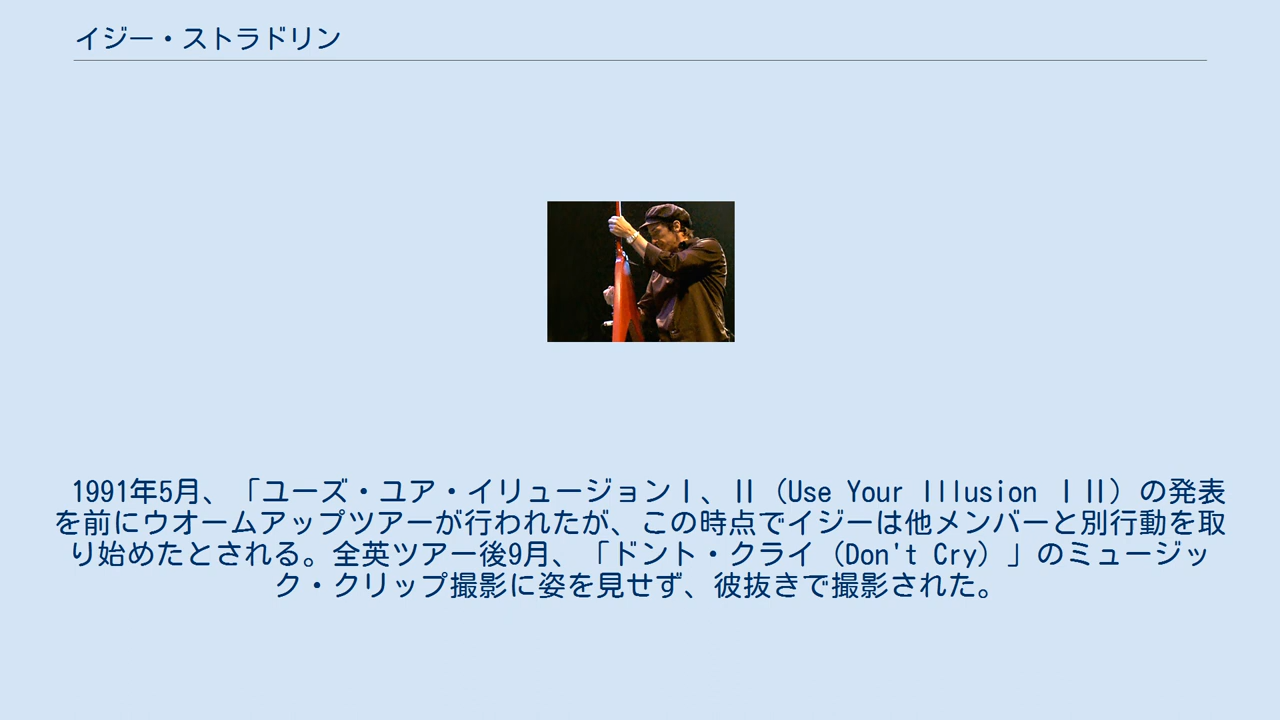 イジー・ストラドリン
1991年5月、「ユーズ・ユア・イリュージョンⅠ、Ⅱ（Use Your Illusion ⅠⅡ）の発表
を前にウオームアップツアーが行われたが、この時点でイジーは他メンバーと別行動を取
り始めたとされる。全英ツアー後9月、「ドント・クライ（Don't Cry）」のミュージッ
ク・クリップ撮影に姿を見せず、彼抜きで撮影された。